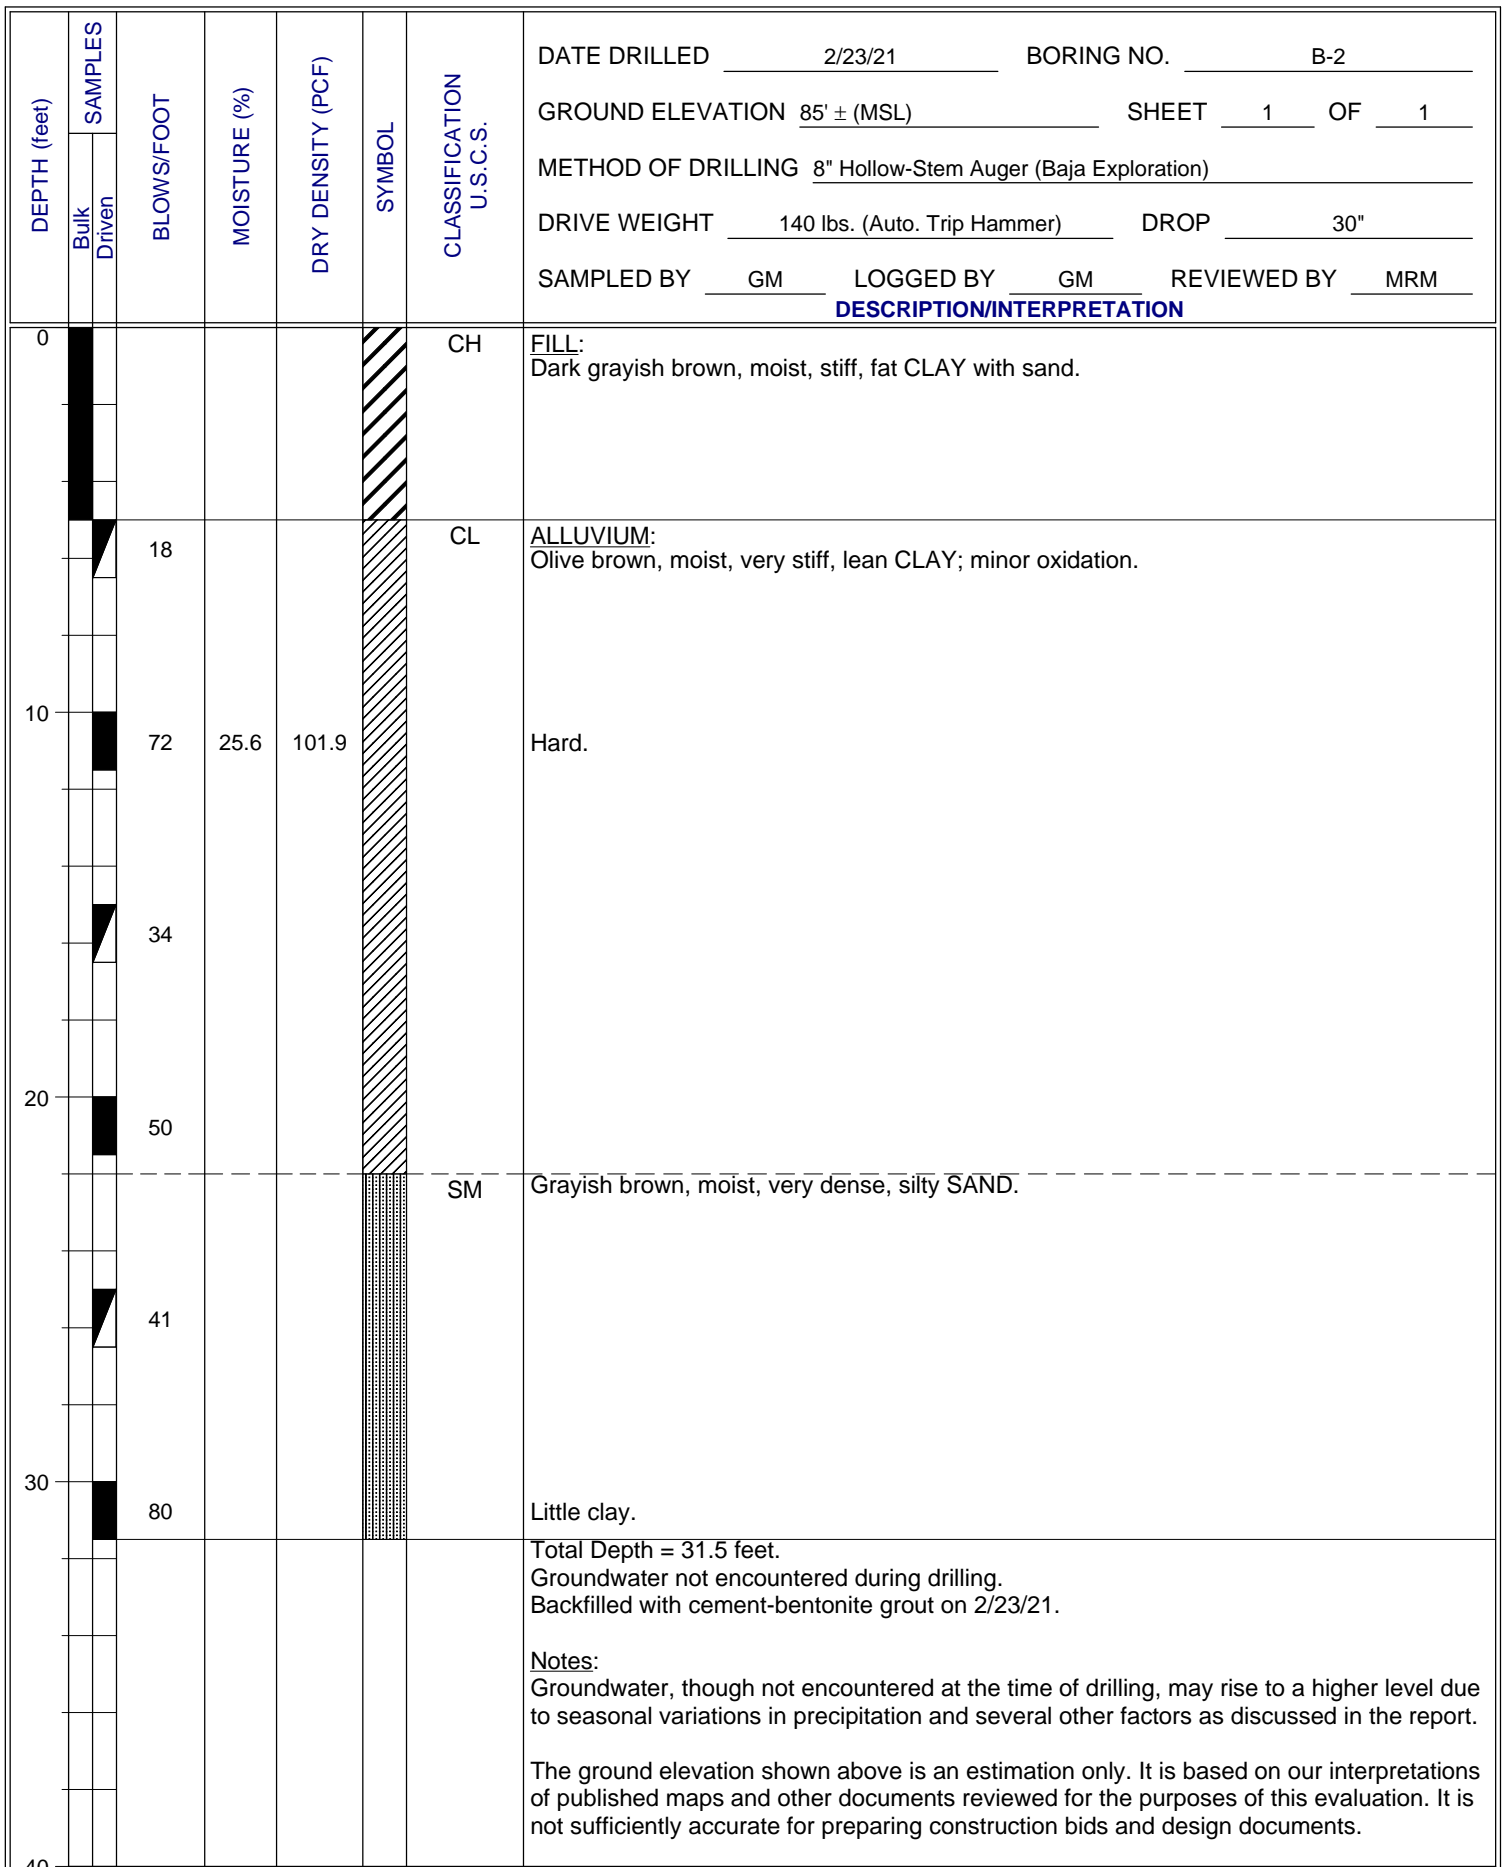 DEPTH (feet)
SAMPLES
Bulk
Driven
BLOWS/FOOT
MOISTURE (%)
DRY DENSITY (PCF)
SYMBOL
CLASSIFICATION
U.S.C.S.
DATE DRILLED 2/23/21 BORING NO. B-2
GROUND ELEVATION 85' ± (MSL) SHEET 1 OF 1
METHOD OF DRILLING 8" Hollow-Stem Auger (Baja Exploration)
DRIVE WEIGHT 140 lbs. (Auto. Trip Hammer) DROP 30"
SAMPLED BY GM LOGGED BY GM REVIEWED BY MRM
DESCRIPTION/INTERPRETATION
0 CH FILL:
Dark grayish brown, moist, stiff, fat CLAY with sand.
18 CL ALLUVIUM:
Olive brown, moist, very stiff, lean CLAY; minor oxidation.
10
72 25.6 101.9 Hard.
34
20
50
SM Grayish brown, moist, very dense, silty SAND.
41
30
80 Little clay.
Total Depth = 31.5 feet.
Groundwater not encountered during drilling.
Backfilled with cement-bentonite grout on 2/23/21.
Notes:
Groundwater, though not encountered at the time of drilling, may rise to a higher level due
to seasonal variations in precipitation and several other factors as discussed in the report.
The ground elevation shown above is an estimation only. It is based on our interpretations
of published maps and other documents reviewed for the purposes of this evaluation. It is
not sufficiently accurate for preparing construction bids and design documents.
40